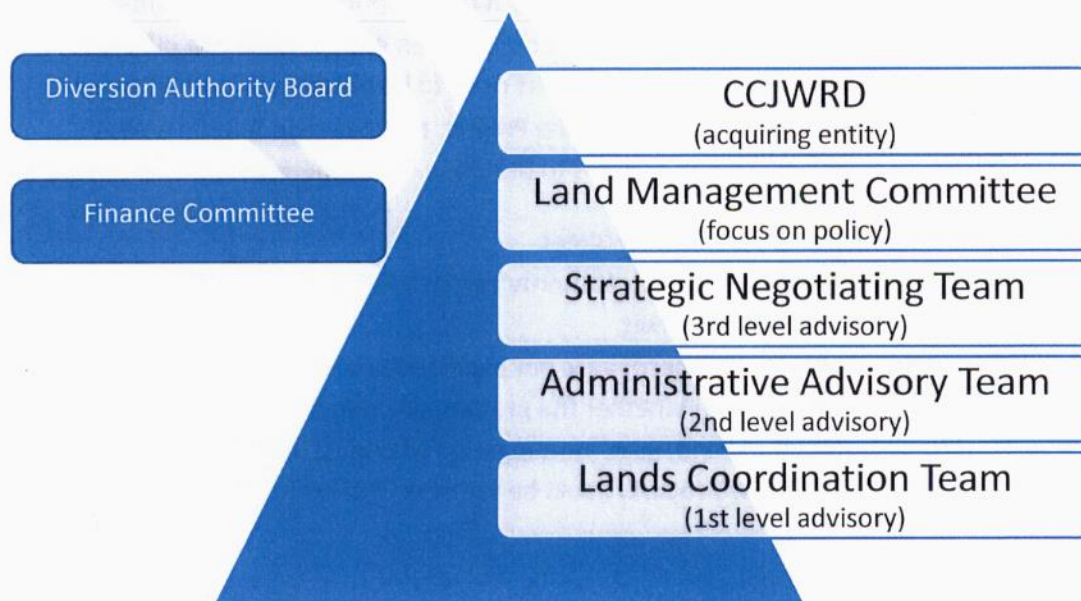 Diversion Authority Board
Finance Committee
CCJWRD
(acquiring entity)
Land Management Committee
(focus on policy)
Strategic Negotiating Team
(3rd level advisory)
Administrative Advisory Team
(2nd level advisory)
Lands Coordination Team
(1st level advisory)